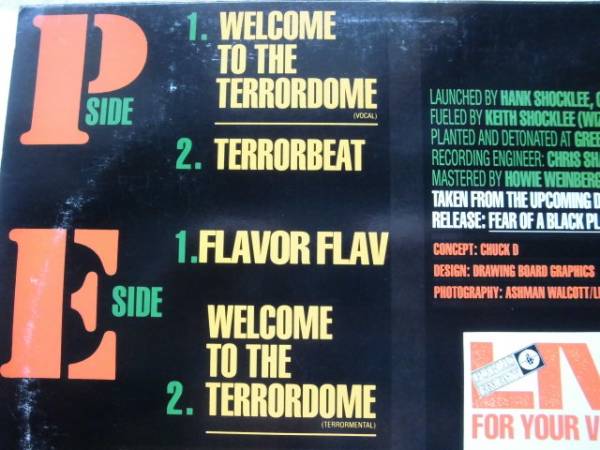 P
SIDE
1. WELCOME
TO THE
TERRORDOME
(VOCAL)
2. TERRORBEAT
E
SIDE
1. FLAVOR FLAV
WELCOME
TO THE
2. TERRORDOME
(TERRORMENTAL)
LAUNCHED BY HANK SHOCKLEE,
FUELED BY KEITH SHOCKLEE
PLANTED AND DETONATED AT
RECORDING ENGINEER: CHRIS
MASTERED BY HOWIE WEINBERG
TAKEN FROM THE UPCOMING
RELEASE: FEAR OF A BLACK
CONCEPT: CHUCK D
DESIGN: DRAWING BOARD GRAPHICS
PHOTOGRAPHY: ASHMAN WALCOTT/
FOR YOUR